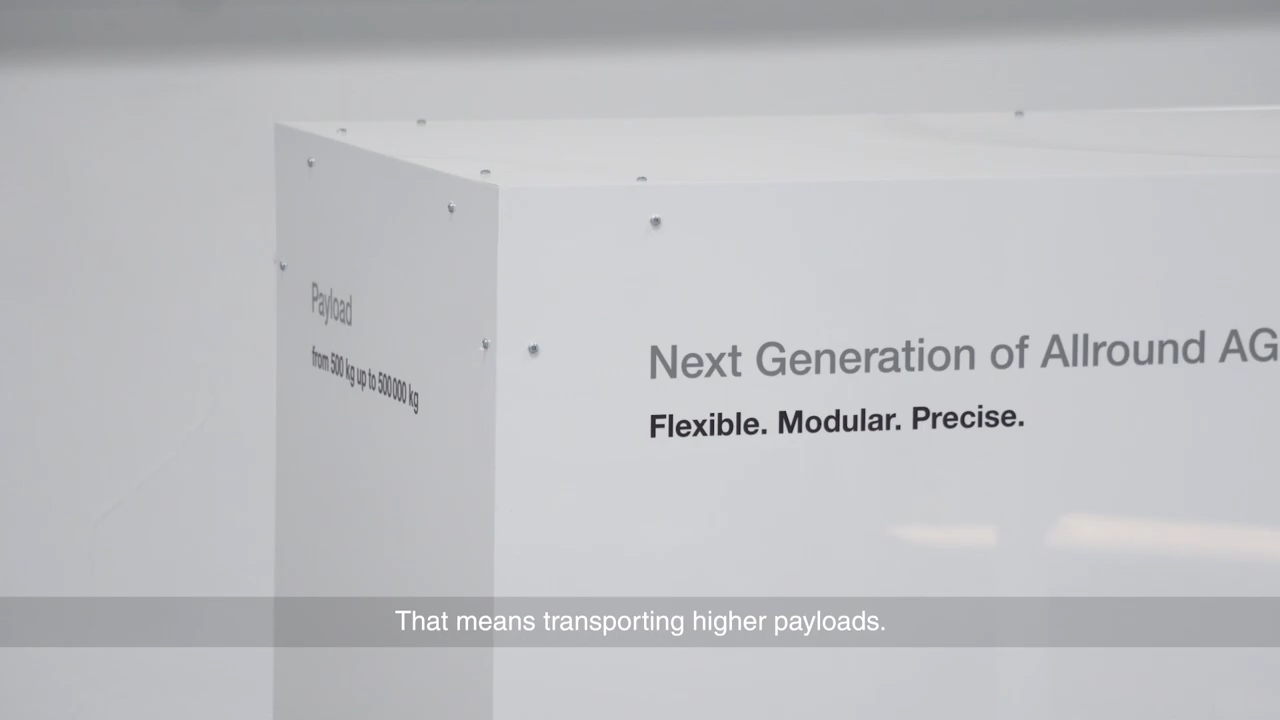 Payload
from 500 kg up to 500 000 kg
Next Generation of Allround AG
Flexible. Modular. Precise.
That means transporting higher payloads.